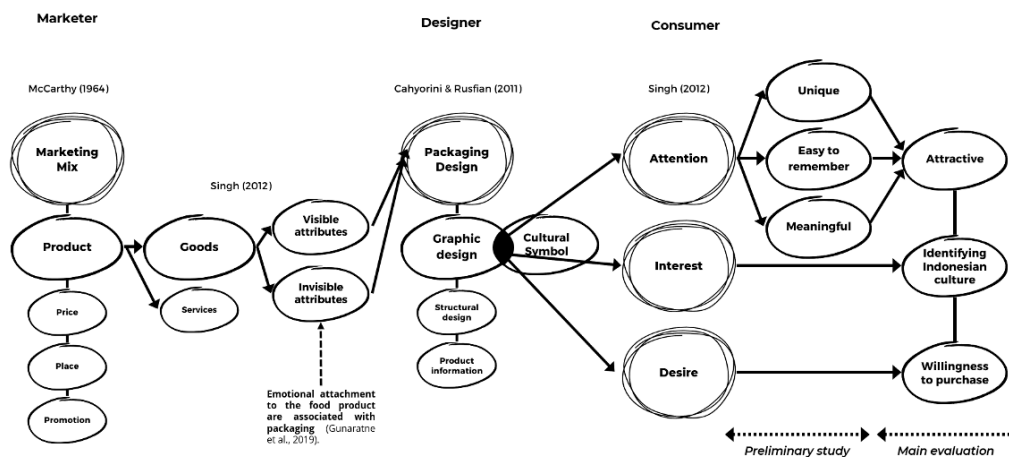 Marketer
Designer
Consumer
McCarthy (1964)
Cahyorini & Rusfian (2011)
Singh (2012)
Marketing
Mix
Singh (2012)
Packaging
Design
Attention
Unique
Easy to
remember
Meaningful
Attractive
Product
Goods
Visible
attributes
Invisible
attributes
Services
Graphic
design
Cultural
Symbol
Interest
Identifying
Indonesian
culture
Price
Place
Promotion
Structural
design
Product
information
Desire
Willingness
to purchase
Emotional attachment
to the food product
are associated with
packaging (Gunaratne
et al., 2019).
Preliminary study
Main evaluation